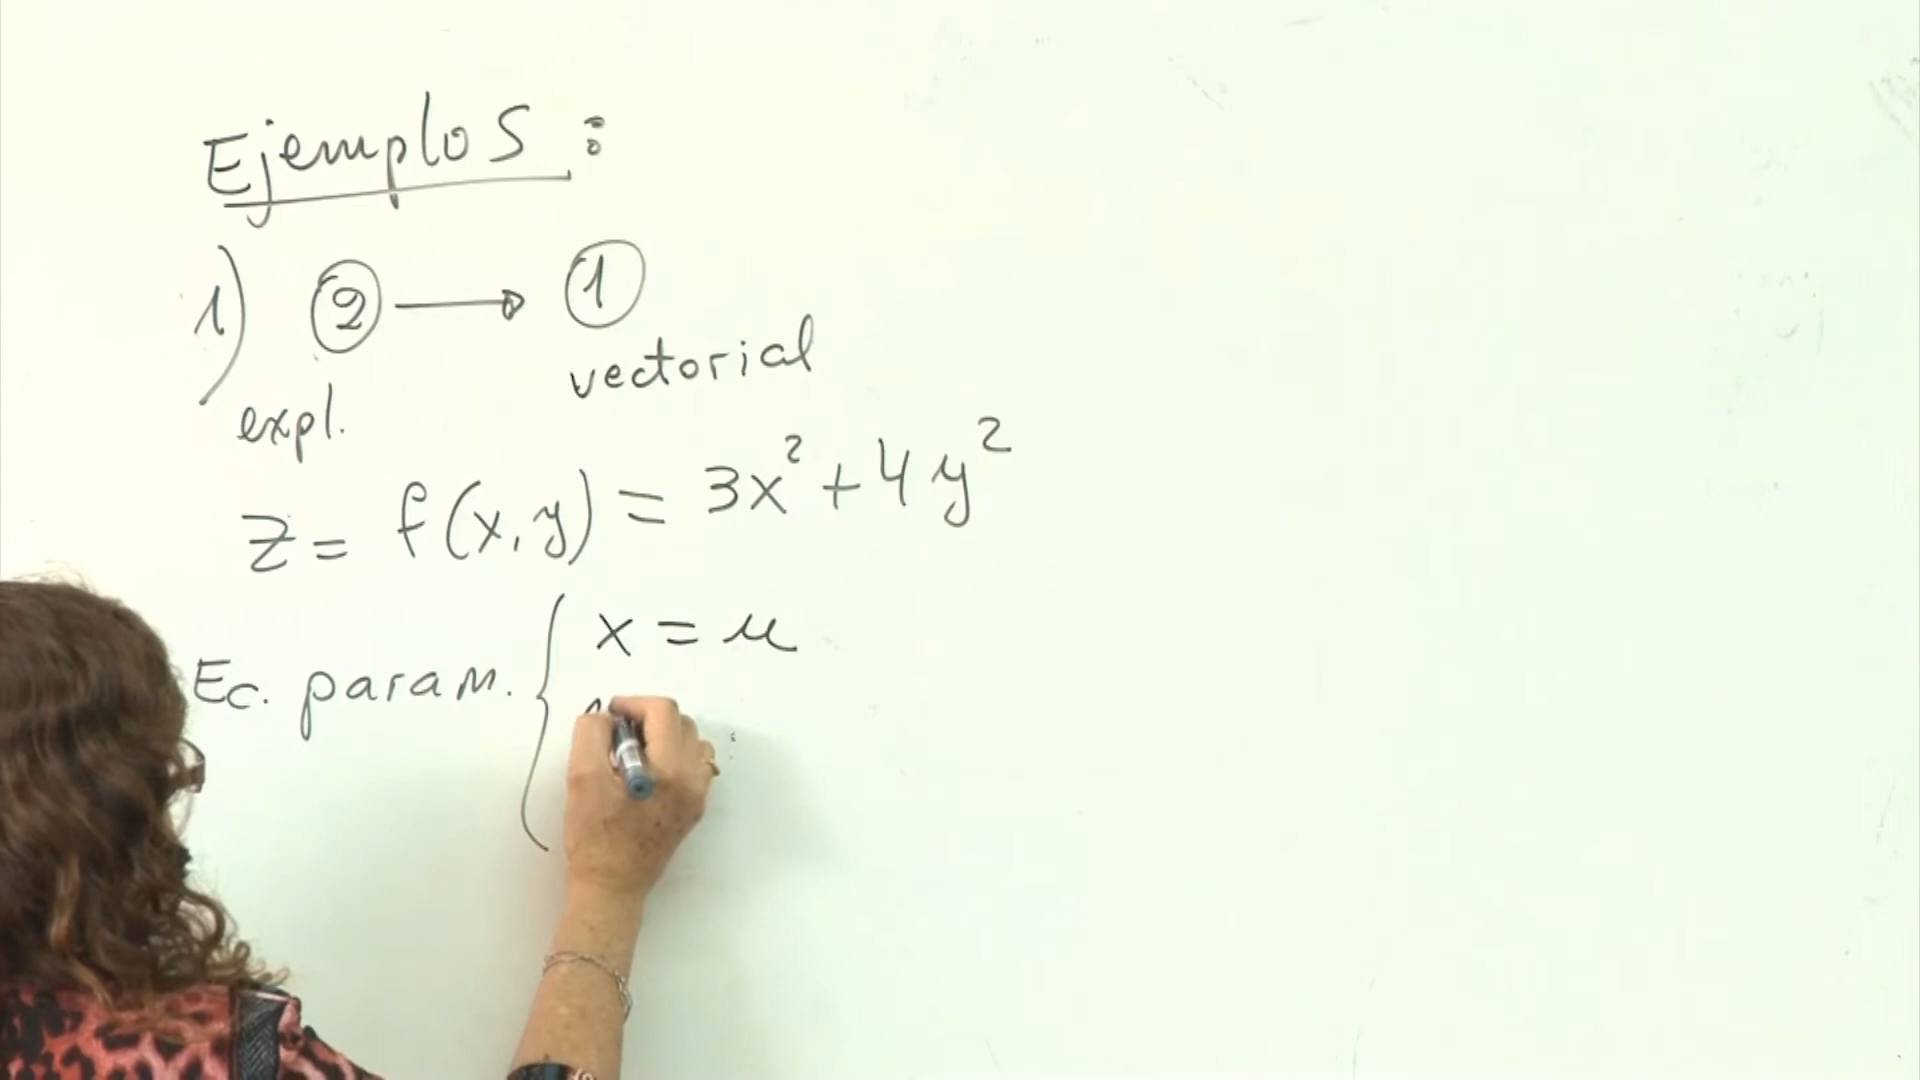 Ejemplos:
1) ② → ①
expl. vectorial
z = f(x,y) = 3x² + 4y²
Ec. param. { x = u